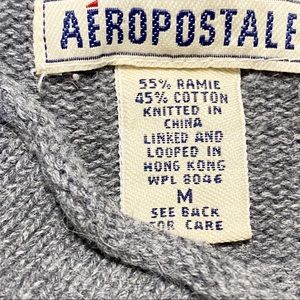 AÉROPOSTALE
55% RAMIE
45% COTTON
KNITTED IN
CHINA
LINKED AND
LOOPED IN
HONG KONG
WPL 8046
M
SEE BACK
FOR CARE